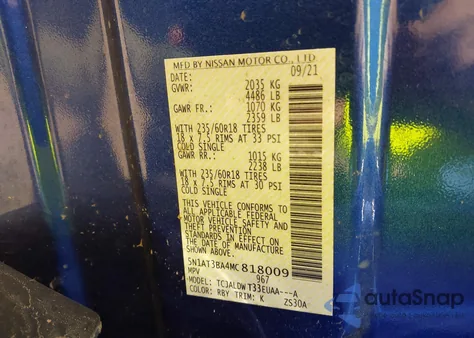 MFD BY NISSAN MOTOR CO., LTD
DATE: 09/21
GVWR: 2035 KG
4486 LB
GAWR FR.: 1070 KG
2359 LB
WITH 235/60R18 TIRES
18 x 7.5 RIMS AT 33 PSI
COLD SINGLE
GAWR RR.: 1015 KG
2238 LB
WITH 235/60R18 TIRES
18 x 7.5 RIMS AT 30 PSI
COLD SINGLE
THIS VEHICLE CONFORMS TO
ALL APPLICABLE FEDERAL
MOTOR VEHICLE SAFETY AND
THEFT PREVENTION
STANDARDS IN EFFECT ON
THE DATE OF MANUFACTURE
SHOWN ABOVE.
5N1AT3BA4MC818009
MPV 967
MODEL: TCJALDWT33EUAA---A
COLOR: RBY TRIM: K ZS30A
autoSnap